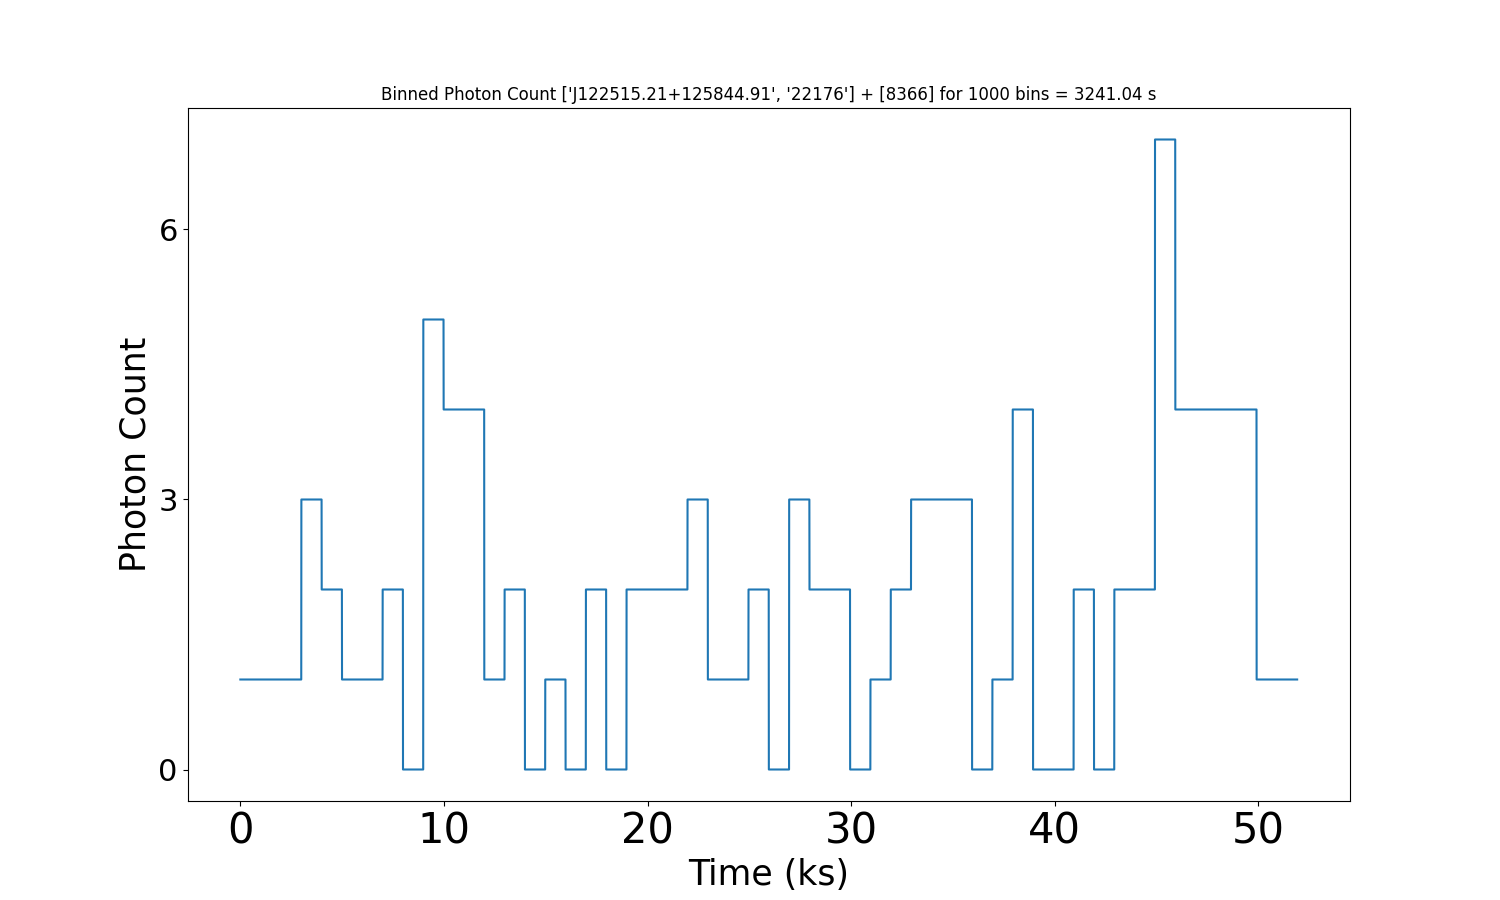 Binned Photon Count ['J122515.21+125844.91', '22176'] + [8366] for 1000 bins = 3241.04 s
6
3
0
Photon Count
0 10 20 30 40 50
Time (ks)